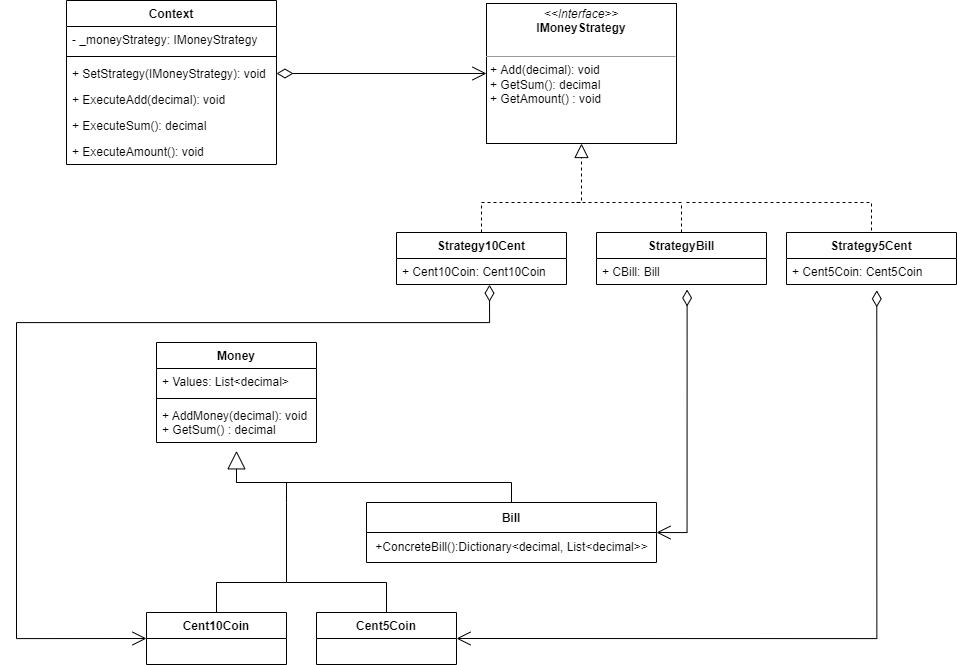 Context
- _moneyStrategy: IMoneyStrategy
+ SetStrategy(IMoneyStrategy): void
+ ExecuteAdd(decimal): void
+ ExecuteSum(): decimal
+ ExecuteAmount(): void
<<Interface>>
IMoneyStrategy
+ Add(decimal): void
+ GetSum(): decimal
+ GetAmount() : void
Strategy10Cent
+ Cent10Coin: Cent10Coin
StrategyBill
+ CBill: Bill
Strategy5Cent
+ Cent5Coin: Cent5Coin
Money
+ Values: List<decimal>
+ AddMoney(decimal): void
+ GetSum() : decimal
Bill
+ConcreteBill():Dictionary<decimal, List<decimal>>
Cent10Coin
Cent5Coin